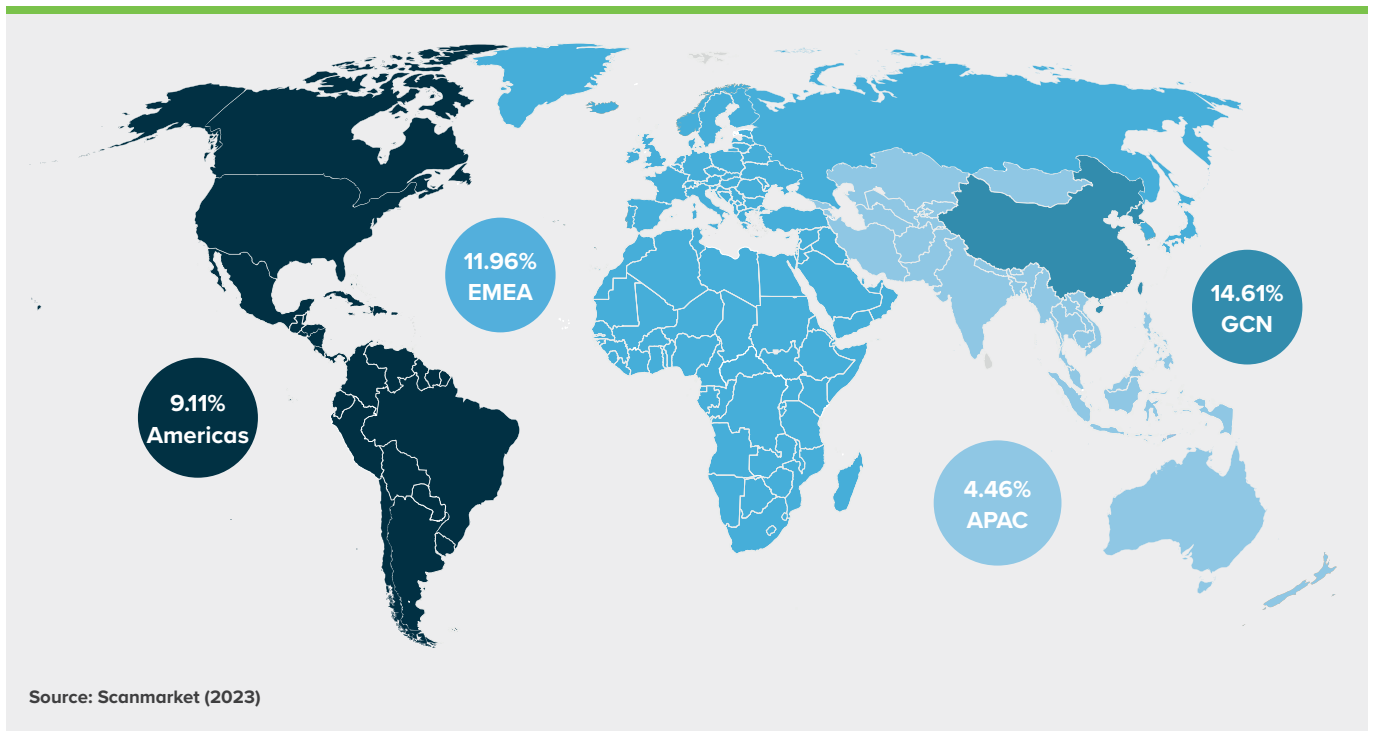 11.96%
EMEA
14.61%
GCN
9.11%
Americas
4.46%
APAC
Source: Scanmarket (2023)